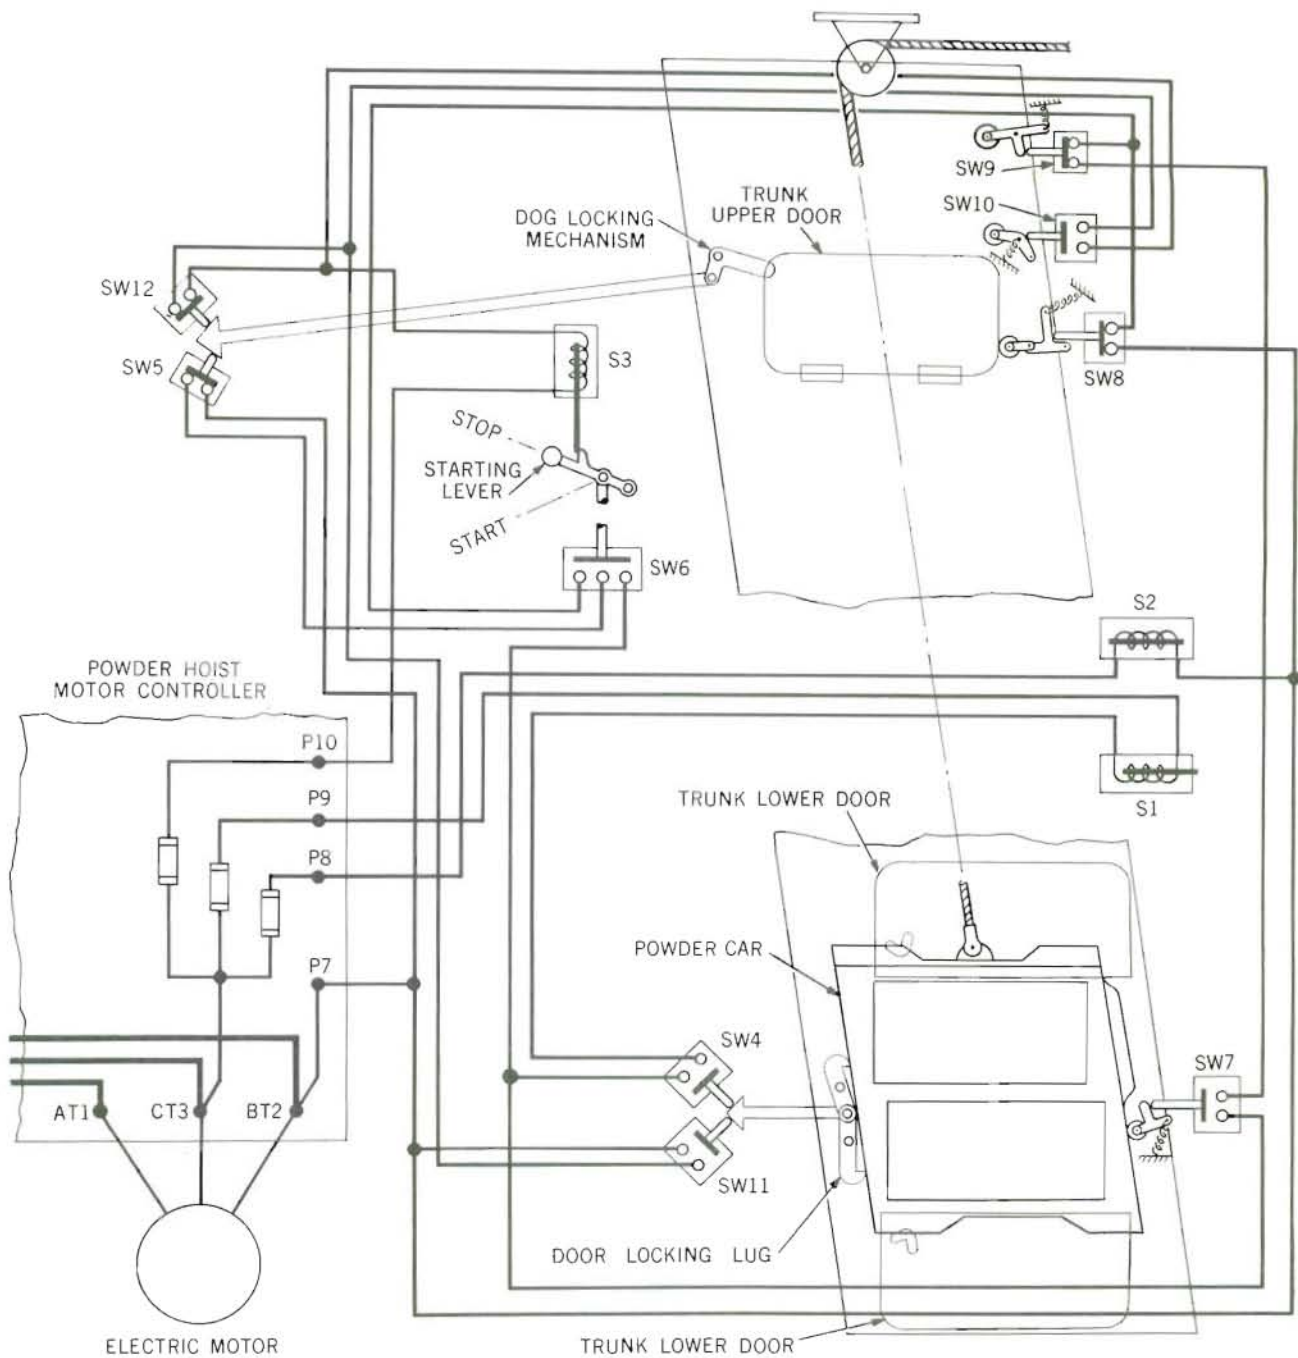 SW9
TRUNK
UPPER DOOR
SW10
DOG LOCKING
MECHANISM
SW12
SW5
S3
SW8
STOP
STARTING
LEVER
START
SW6
S2
POWDER HOIST
MOTOR CONTROLLER
P10
S1
TRUNK LOWER DOOR
P9
P8
POWDER CAR
P7
SW4
SW7
AT1 CT3 BT2
SW11
DOOR LOCKING LUG
ELECTRIC MOTOR
TRUNK LOWER DOOR